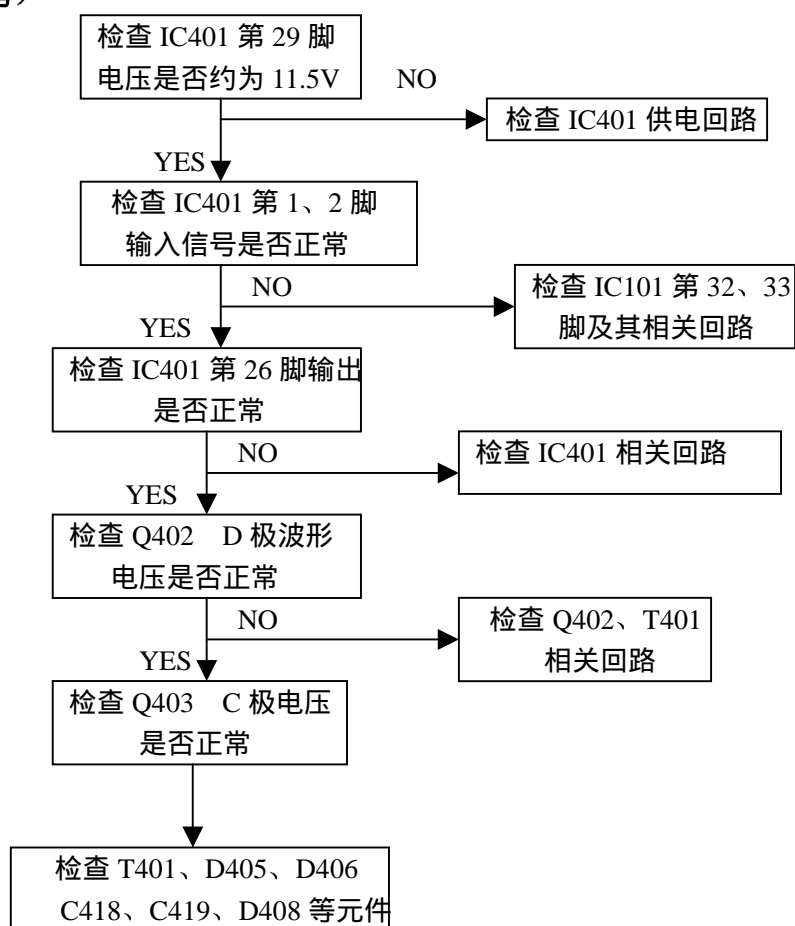 检查 IC401 第 29 脚
电压是否约为 11.5V
NO
检查 IC401 供电回路
YES
检查 IC401 第 1、2 脚
输入信号是否正常
NO
检查 IC101 第 32、33
脚及其相关回路
YES
检查 IC401 第 26 脚输出
是否正常
NO
检查 IC401 相关回路
YES
检查 Q402 D 极波形
电压是否正常
NO
检查 Q402、T401
相关回路
YES
检查 Q403 C 极电压
是否正常
检查 T401、D405、D406
C418、C419、D408 等元件